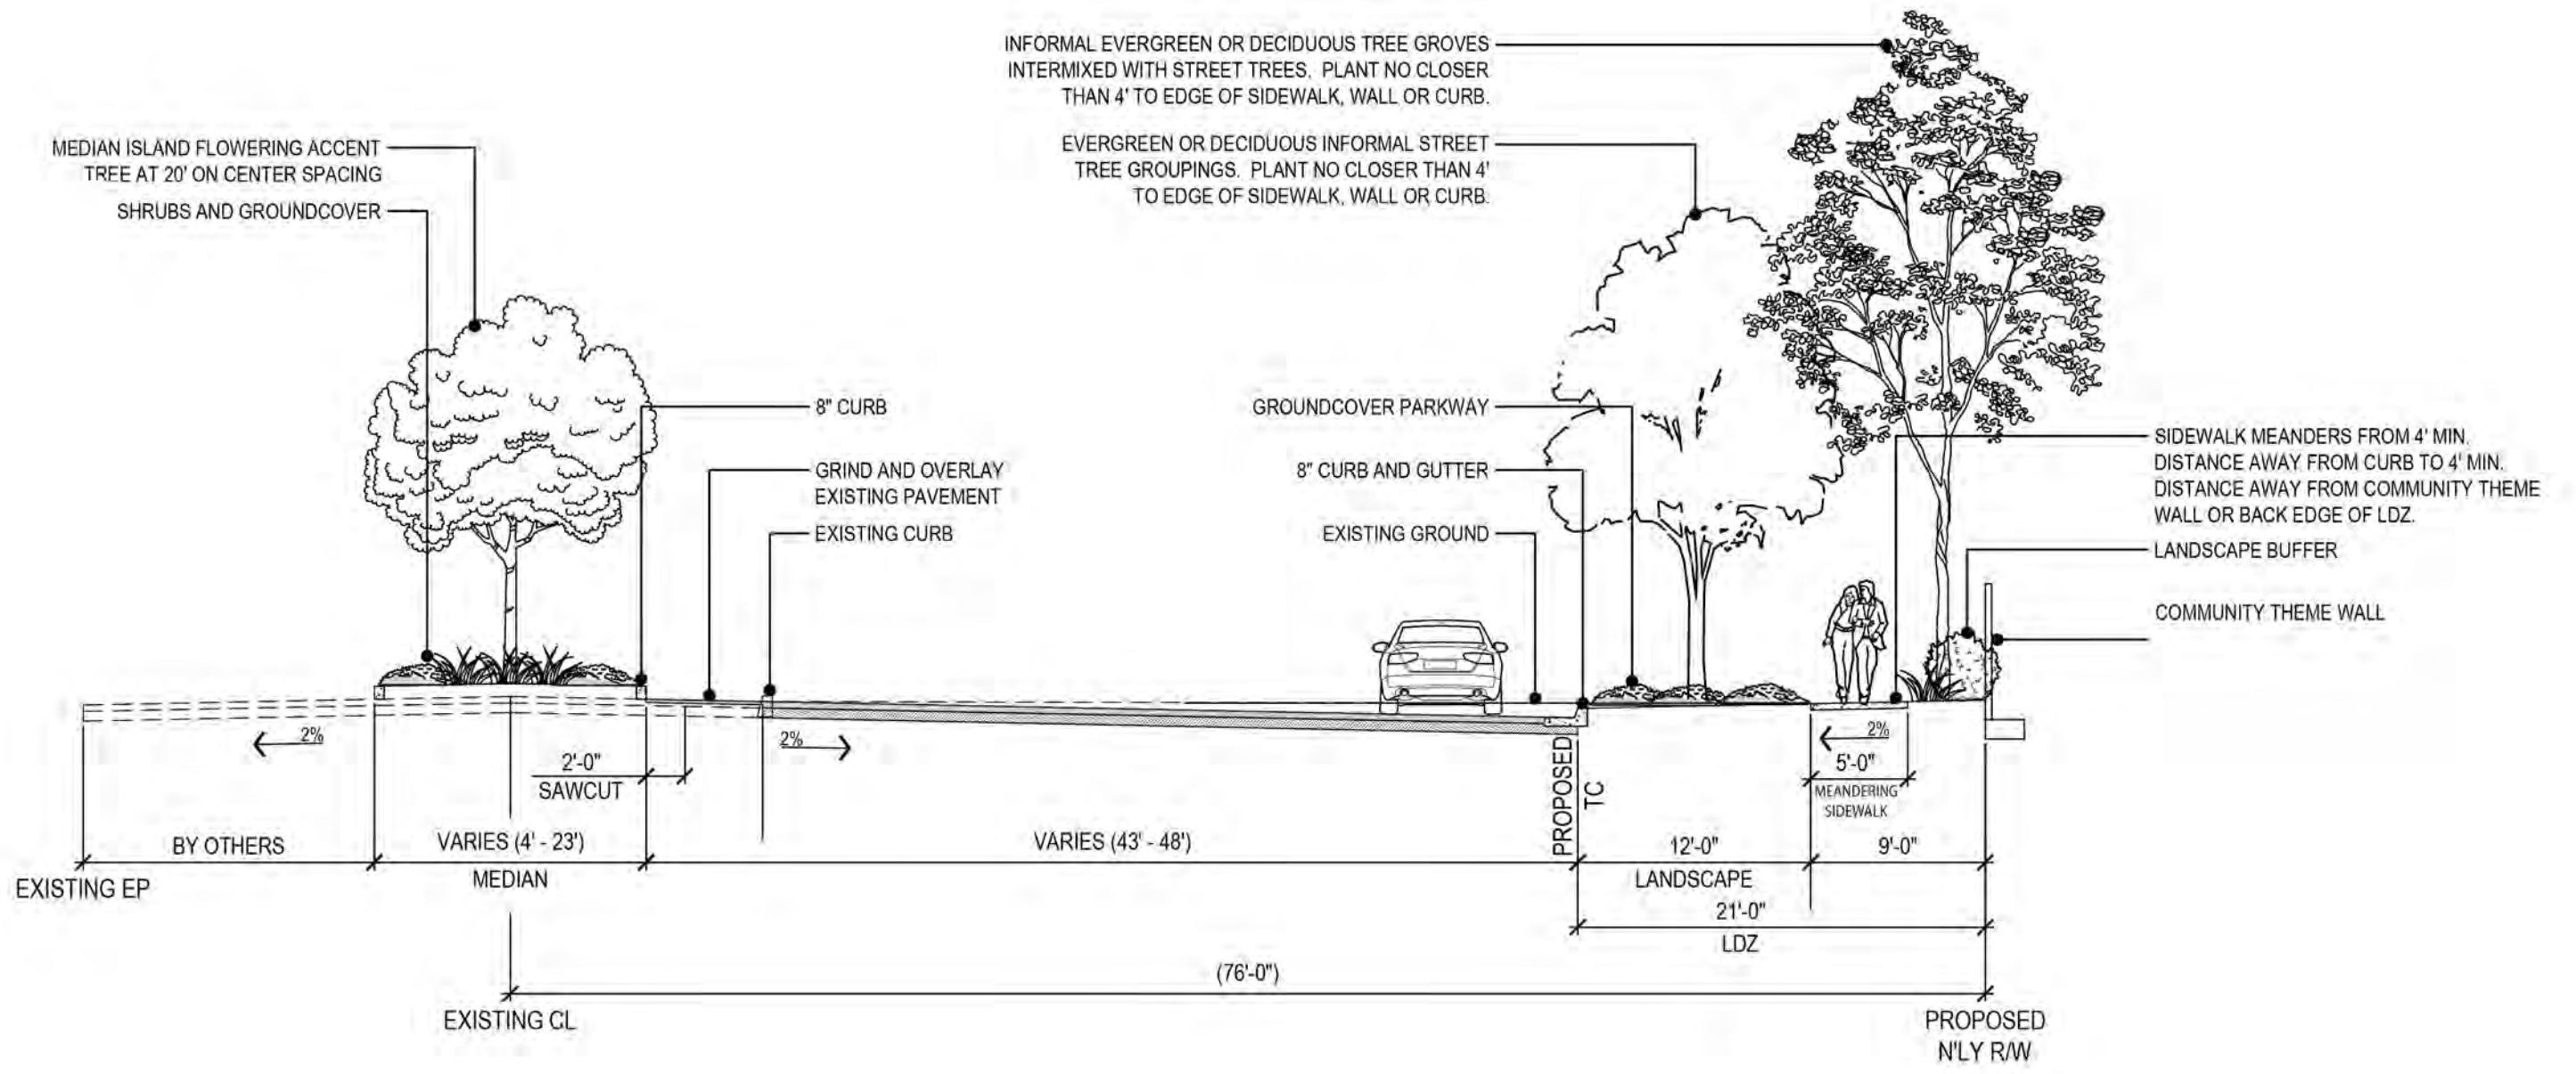 INFORMAL EVERGREEN OR DECIDUOUS TREE GROVES
INTERMIXED WITH STREET TREES. PLANT NO CLOSER
THAN 4' TO EDGE OF SIDEWALK, WALL OR CURB.
EVERGREEN OR DECIDUOUS INFORMAL STREET
TREE GROUPINGS. PLANT NO CLOSER THAN 4'
TO EDGE OF SIDEWALK, WALL OR CURB.
MEDIAN ISLAND FLOWERING ACCENT
TREE AT 20' ON CENTER SPACING
SHRUBS AND GROUNDCOVER
8" CURB
GRIND AND OVERLAY
EXISTING PAVEMENT
EXISTING CURB
GROUNDCOVER PARKWAY
8" CURB AND GUTTER
EXISTING GROUND
SIDEWALK MEANDERS FROM 4' MIN.
DISTANCE AWAY FROM CURB TO 4' MIN.
DISTANCE AWAY FROM COMMUNITY THEME
WALL OR BACK EDGE OF LDZ.
LANDSCAPE BUFFER
COMMUNITY THEME WALL
2%
2%
2%
2'-0"
SAWCUT
5'-0"
MEANDERING
SIDEWALK
PROPOSED
TC
BY OTHERS
VARIES (4' - 23')
MEDIAN
VARIES (43' - 48')
12'-0"
LANDSCAPE
9'-0"
EXISTING EP
21'-0"
LDZ
(76'-0")
EXISTING CL
PROPOSED
N'LY R/W